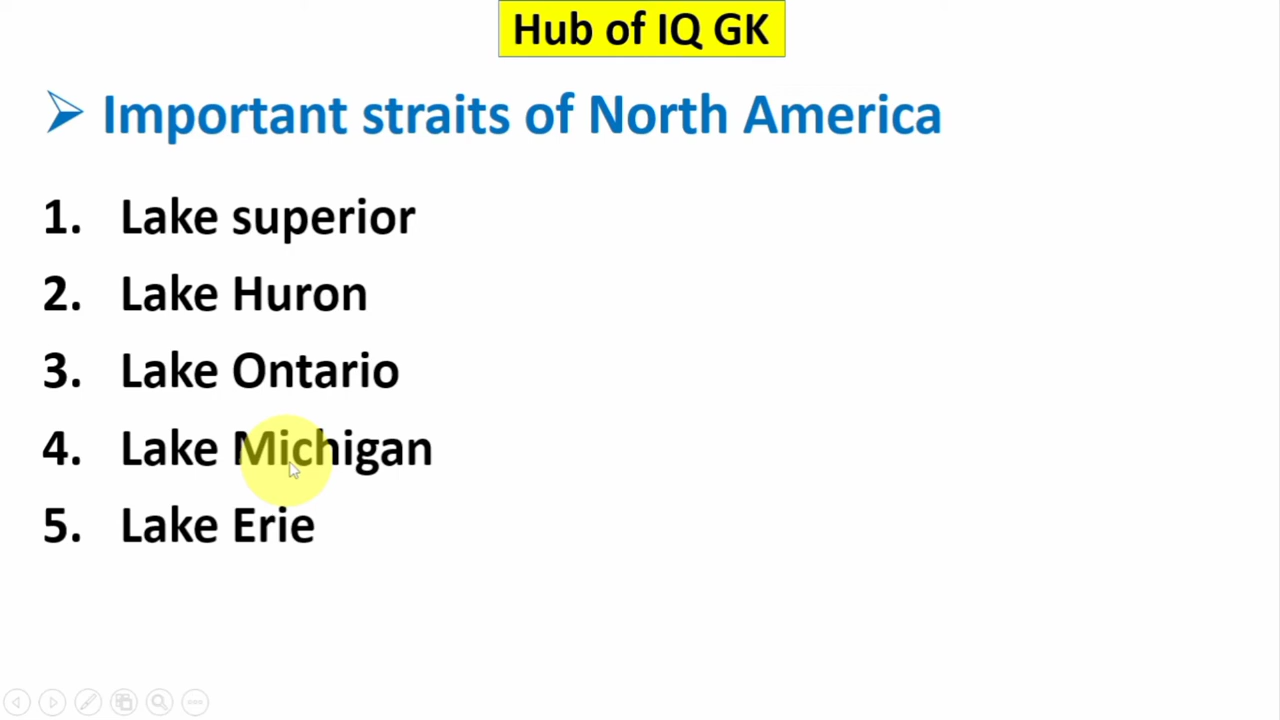 Hub of IQ GK
Important straits of North America
1. Lake superior
2. Lake Huron
3. Lake Ontario
4. Lake Michigan
5. Lake Erie